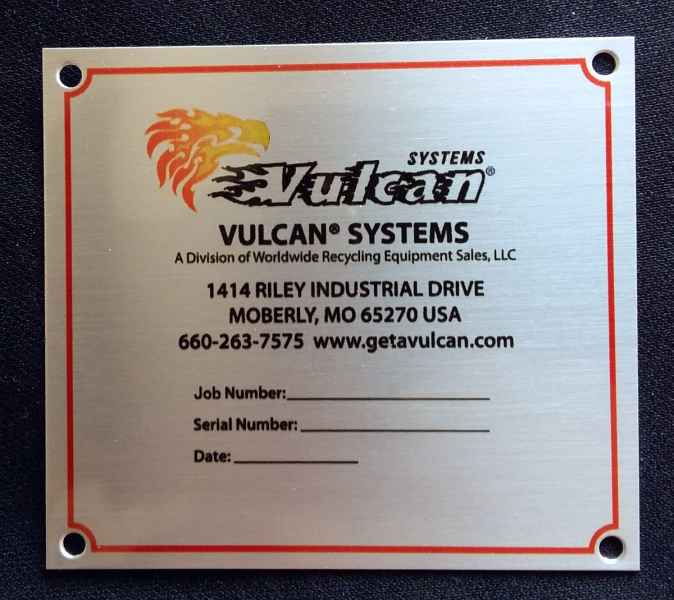 SYSTEMS
Vulcan®
VULCAN® SYSTEMS
A Division of Worldwide Recycling Equipment Sales, LLC
1414 RILEY INDUSTRIAL DRIVE
MOBERLY, MO 65270 USA
660-263-7575 www.getavulcan.com
Job Number:
Serial Number:
Date: